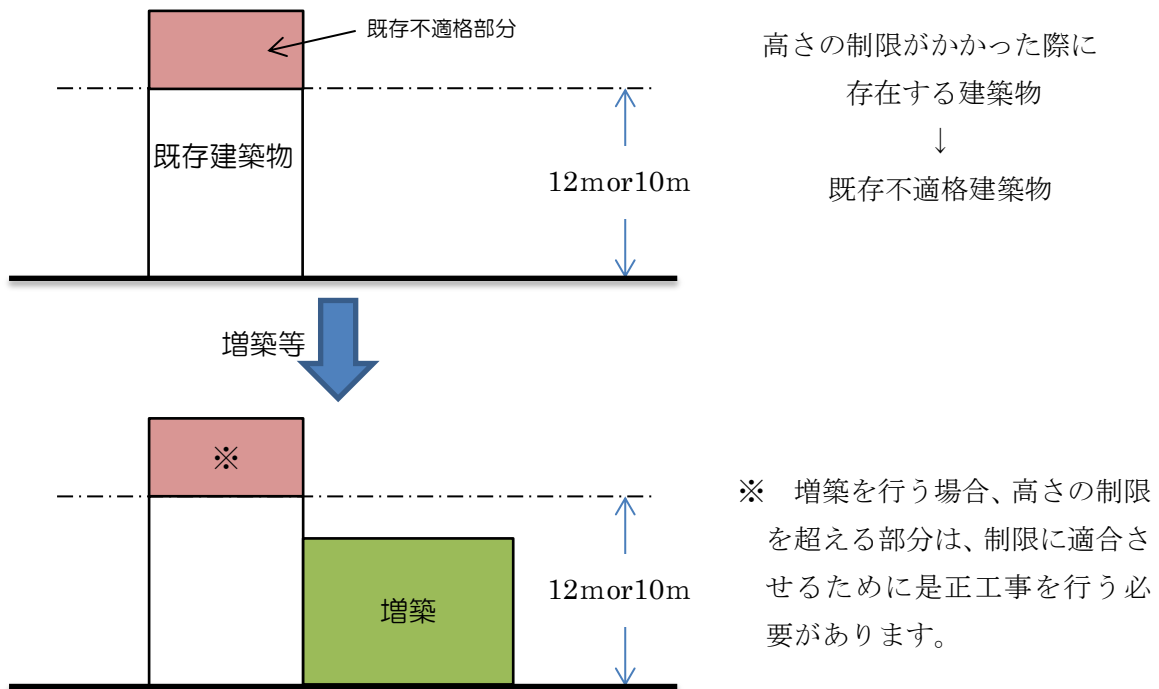 既存不適格部分
高さの制限がかかった際に
存在する建築物
↓
既存不適格建築物
既存建築物
12mor10m
増築等
※
※　増築を行う場合、高さの制限
を超える部分は、制限に適合さ
せるために是正工事を行う必
要があります。
12mor10m
増築